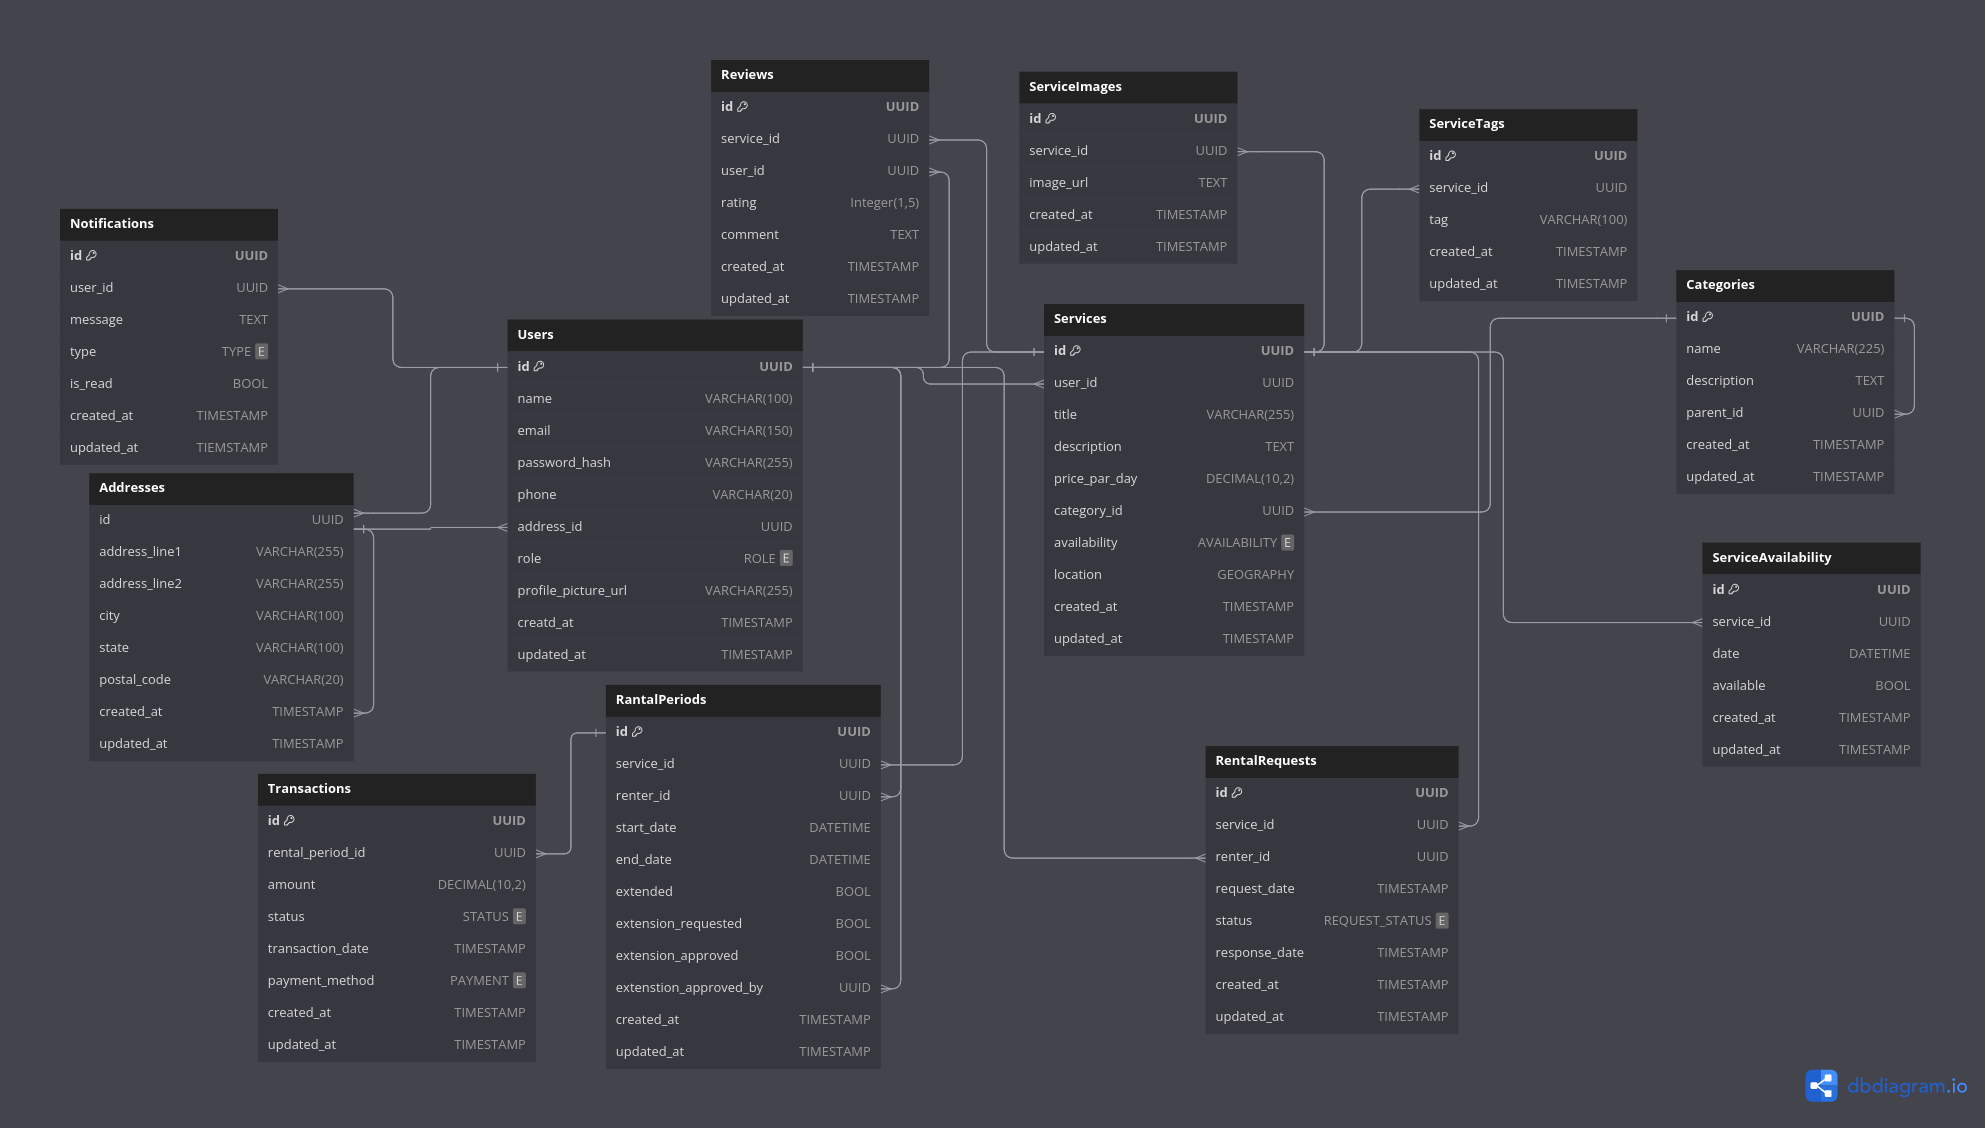 Reviews
id UUID
service_id UUID
user_id UUID
rating Integer(1,5)
comment TEXT
created_at TIMESTAMP
updated_at TIMESTAMP
ServiceImages
id UUID
service_id UUID
image_url TEXT
created_at TIMESTAMP
updated_at TIMESTAMP
ServiceTags
id UUID
service_id UUID
tag VARCHAR(100)
created_at TIMESTAMP
updated_at TIMESTAMP
Notifications
id UUID
user_id UUID
message TEXT
type TYPE E
is_read BOOL
created_at TIMESTAMP
updated_at TIEMSTAMP
Users
id UUID
name VARCHAR(100)
email VARCHAR(150)
password_hash VARCHAR(255)
phone VARCHAR(20)
address_id UUID
role ROLE E
profile_picture_url VARCHAR(255)
creatd_at TIMESTAMP
updated_at TIMESTAMP
Services
id UUID
user_id UUID
title VARCHAR(255)
description TEXT
price_par_day DECIMAL(10,2)
category_id UUID
availability AVAILABILITY E
location GEOGRAPHY
created_at TIMESTAMP
updated_at TIMESTAMP
Categories
id UUID
name VARCHAR(225)
description TEXT
parent_id UUID
created_at TIMESTAMP
updated_at TIMESTAMP
Addresses
id UUID
address_line1 VARCHAR(255)
address_line2 VARCHAR(255)
city VARCHAR(100)
state VARCHAR(100)
postal_code VARCHAR(20)
created_at TIMESTAMP
updated_at TIMESTAMP
ServiceAvailability
id UUID
service_id UUID
date DATETIME
available BOOL
created_at TIMESTAMP
updated_at TIMESTAMP
Transactions
id UUID
rental_period_id UUID
amount DECIMAL(10,2)
status STATUS E
transaction_date TIMESTAMP
payment_method PAYMENT E
created_at TIMESTAMP
updated_at TIMESTAMP
RantalPeriods
id UUID
service_id UUID
renter_id UUID
start_date DATETIME
end_date DATETIME
extended BOOL
extension_requested BOOL
extension_approved BOOL
extenstion_approved_by UUID
created_at TIMESTAMP
updated_at TIMESTAMP
RentalRequests
id UUID
service_id UUID
renter_id UUID
request_date TIMESTAMP
status REQUEST_STATUS E
response_date TIMESTAMP
created_at TIMESTAMP
updated_at TIMESTAMP
dbdiagram.io